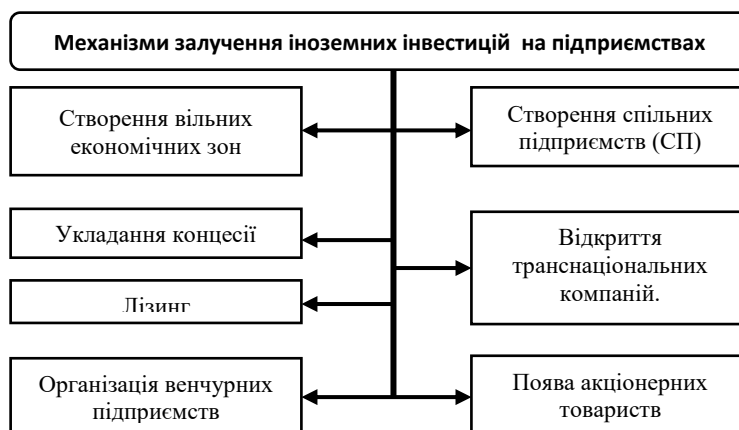 Механізми залучення іноземних інвестицій на підприємствах
Створення вільних
економічних зон
Створення спільних
підприємств (СП)
Укладання концесії
Відкриття
транснаціональних
компаній.
Лізинг
Організація венчурних
підприємств
Поява акціонерних
товариств